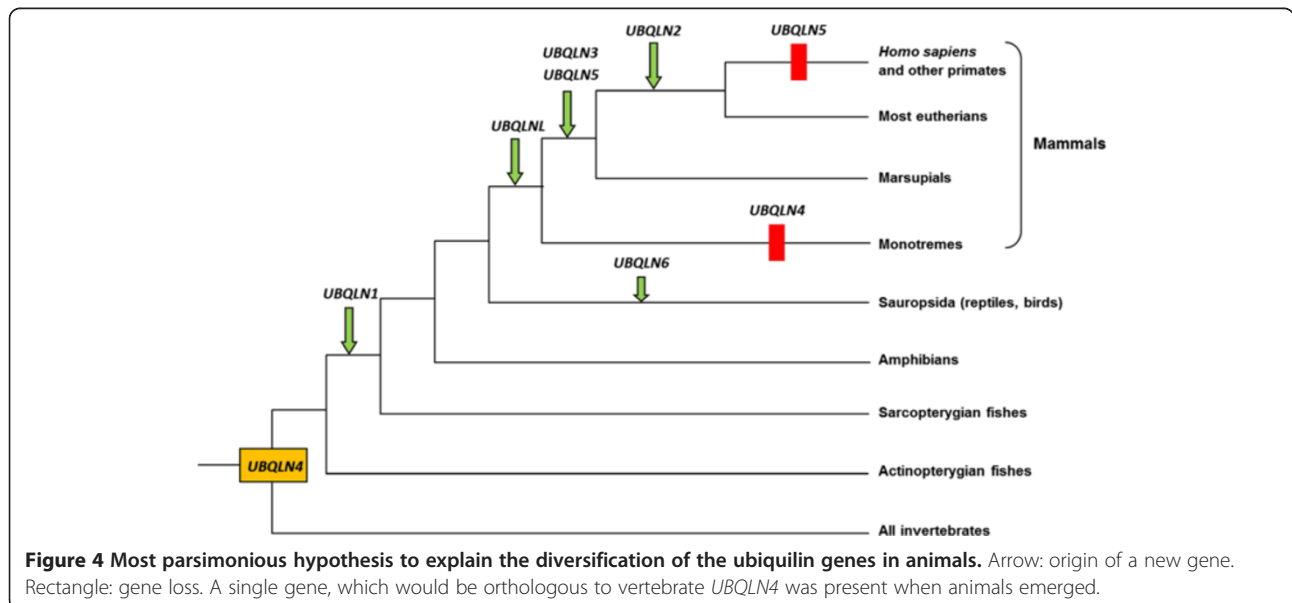 UBQLN2
UBQLN5
UBQLN3
UBQLN5
Homo sapiens
and other primates
UBQLNL
Most eutherians
Mammals
Marsupials
UBQLN4
Monotremes
UBQLN6
UBQLN1
Sauropsida (reptiles, birds)
Amphibians
Sarcopterygian fishes
UBQLN4
Actinopterygian fishes
All invertebrates
Figure 4 Most parsimonious hypothesis to explain the diversification of the ubiquilin genes in animals. Arrow: origin of a new gene.
Rectangle: gene loss. A single gene, which would be orthologous to vertebrate UBQLN4 was present when animals emerged.